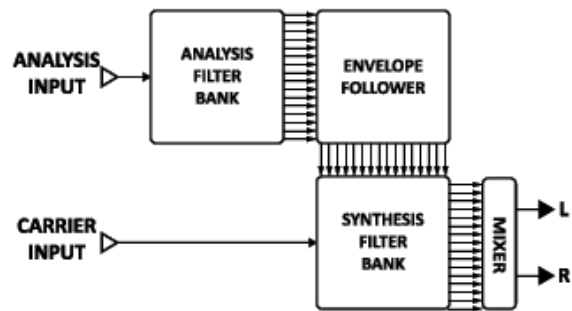 ANALYSIS
INPUT
ANALYSIS
FILTER
BANK
ENVELOPE
FOLLOWER
CARRIER
INPUT
SYNTHESIS
FILTER
BANK
MIXER
L
R